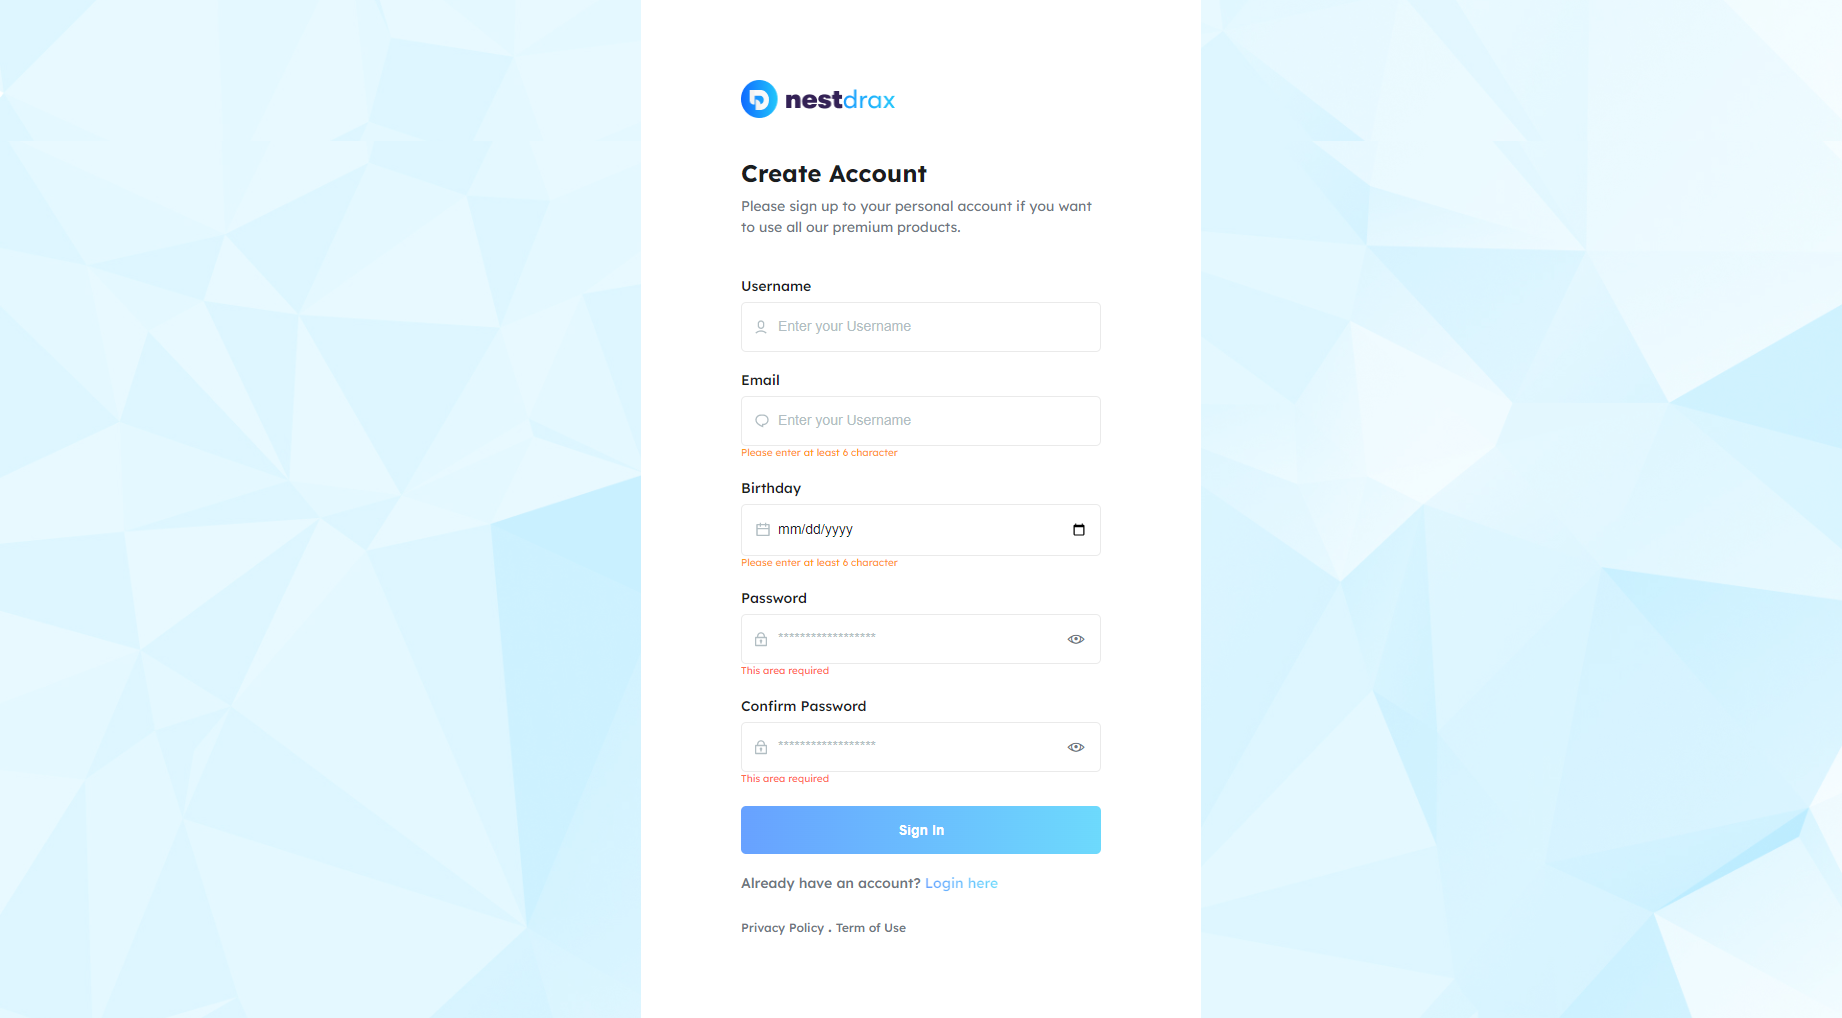 nestdrax
Create Account
Please sign up to your personal account if you want
to use all our premium products.
Username
Enter your Username
Email
Enter your Username
Please enter at least 6 character
Birthday
mm/dd/yyyy
Please enter at least 6 character
Password
******************
This area required
Confirm Password
******************
This area required
Sign In
Already have an account? Login here
Privacy Policy . Term of Use